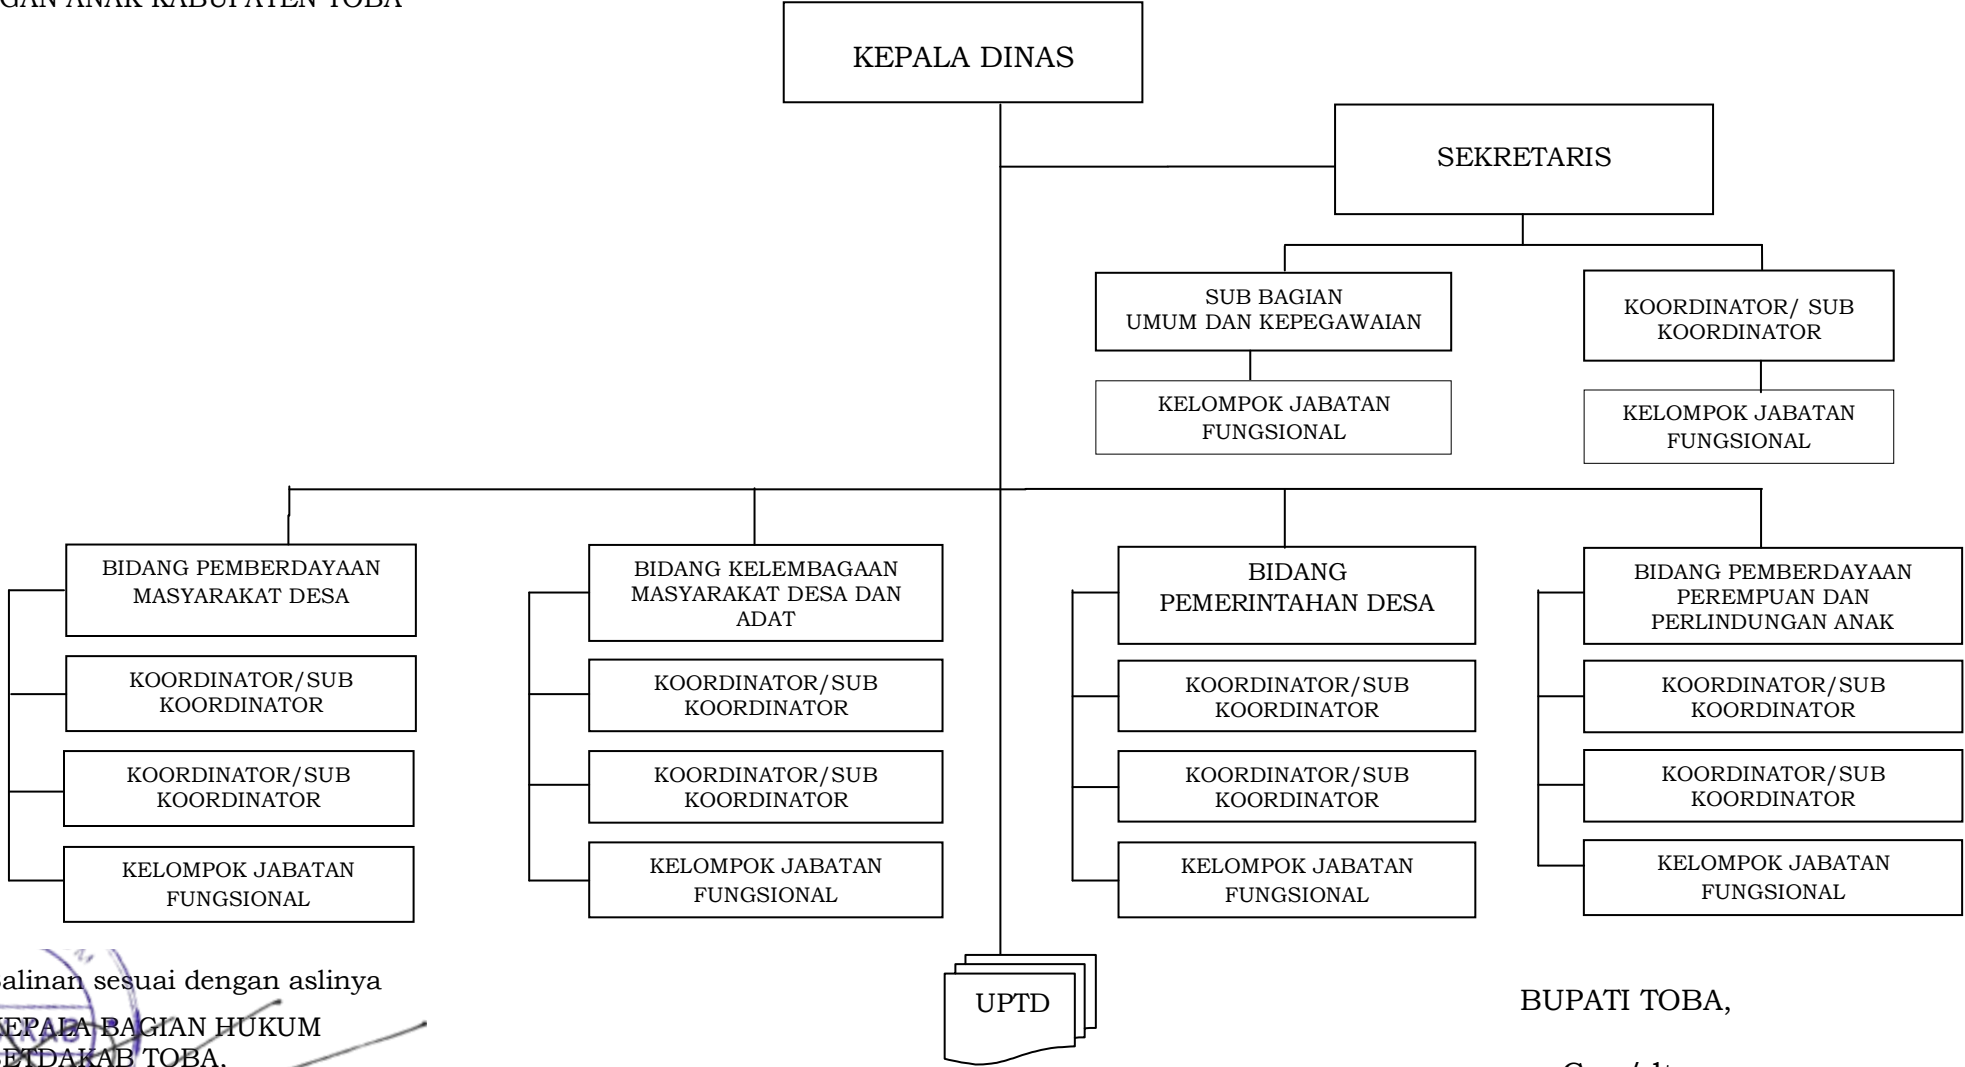 ANAK KABUPATEN TOBA
KEPALA DINAS
SEKRETARIS
SUB BAGIAN
UMUM DAN KEPEGAWAIAN
KOORDINATOR/ SUB
KOORDINATOR
KELOMPOK JABATAN
FUNGSIONAL
KELOMPOK JABATAN
FUNGSIONAL
BIDANG PEMBERDAYAAN
MASYARAKAT DESA
BIDANG KELEMBAGAAN
MASYARAKAT DESA DAN
ADAT
BIDANG
PEMERINTAHAN DESA
BIDANG PEMBERDAYAAN
PEREMPUAN DAN
PERLINDUNGAN ANAK
KOORDINATOR/SUB
KOORDINATOR
KOORDINATOR/SUB
KOORDINATOR
KOORDINATOR/SUB
KOORDINATOR
KOORDINATOR/SUB
KOORDINATOR
KOORDINATOR/SUB
KOORDINATOR
KOORDINATOR/SUB
KOORDINATOR
KOORDINATOR/SUB
KOORDINATOR
KOORDINATOR/SUB
KOORDINATOR
KELOMPOK JABATAN
FUNGSIONAL
KELOMPOK JABATAN
FUNGSIONAL
KELOMPOK JABATAN
FUNGSIONAL
KELOMPOK JABATAN
FUNGSIONAL
UPTD
alinan sesuai dengan aslinya
KEPALA BAGIAN HUKUM
SETDAKAB TOBA,
BUPATI TOBA,